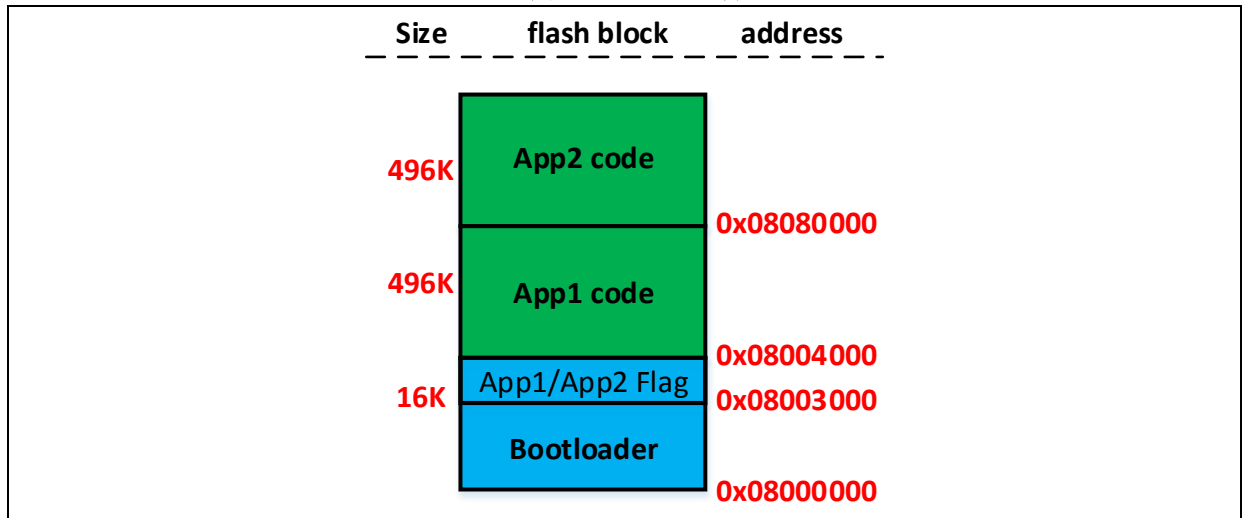 Size flash block address
App2 code
496K
0x08080000
496K
App1 code
0x08004000
App1/App2 Flag
16K
0x08003000
Bootloader
0x08000000